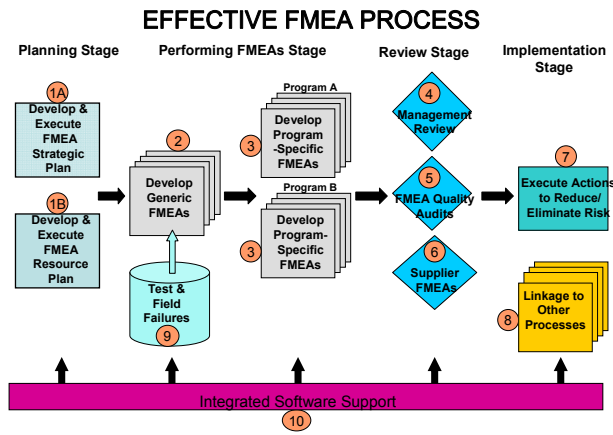 EFFECTIVE FMEA PROCESS
Planning Stage
Performing FMEAs Stage
Review Stage
Implementation
Stage
1A
Develop &
Execute
FMEA
Strategic
Plan
1B
Develop &
Execute
FMEA
Resource
Plan
2
Develop
Generic
FMEAs
Test &
Field
Failures
9
Program A
3
Develop
Program
-Specific
FMEAs
Program B
3
Develop
Program-
Specific
FMEAs
4
Management
Review
5
FMEA Quality
Audits
6
Supplier
FMEAs
7
Execute Actions
to Reduce/
Eliminate Risk
8
Linkage to
Other
Processes
Integrated Software Support
10